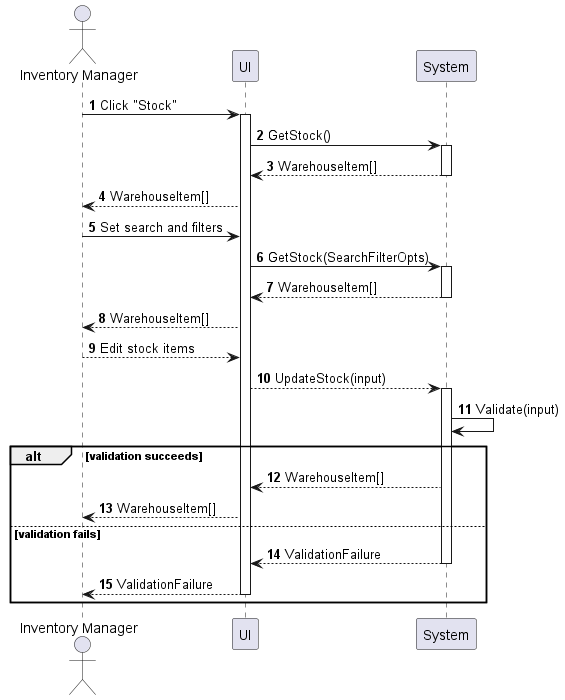 Inventory Manager
UI
System
1 Click "Stock"
2 GetStock()
3 WarehouseItem[]
4 WarehouseItem[]
5 Set search and filters
6 GetStock(SearchFilterOpts)
7 WarehouseItem[]
8 WarehouseItem[]
9 Edit stock items
10 UpdateStock(input)
11 Validate(input)
alt
[validation succeeds]
12 WarehouseItem[]
13 WarehouseItem[]
[validation fails]
14 ValidationFailure
15 ValidationFailure
Inventory Manager
UI
System